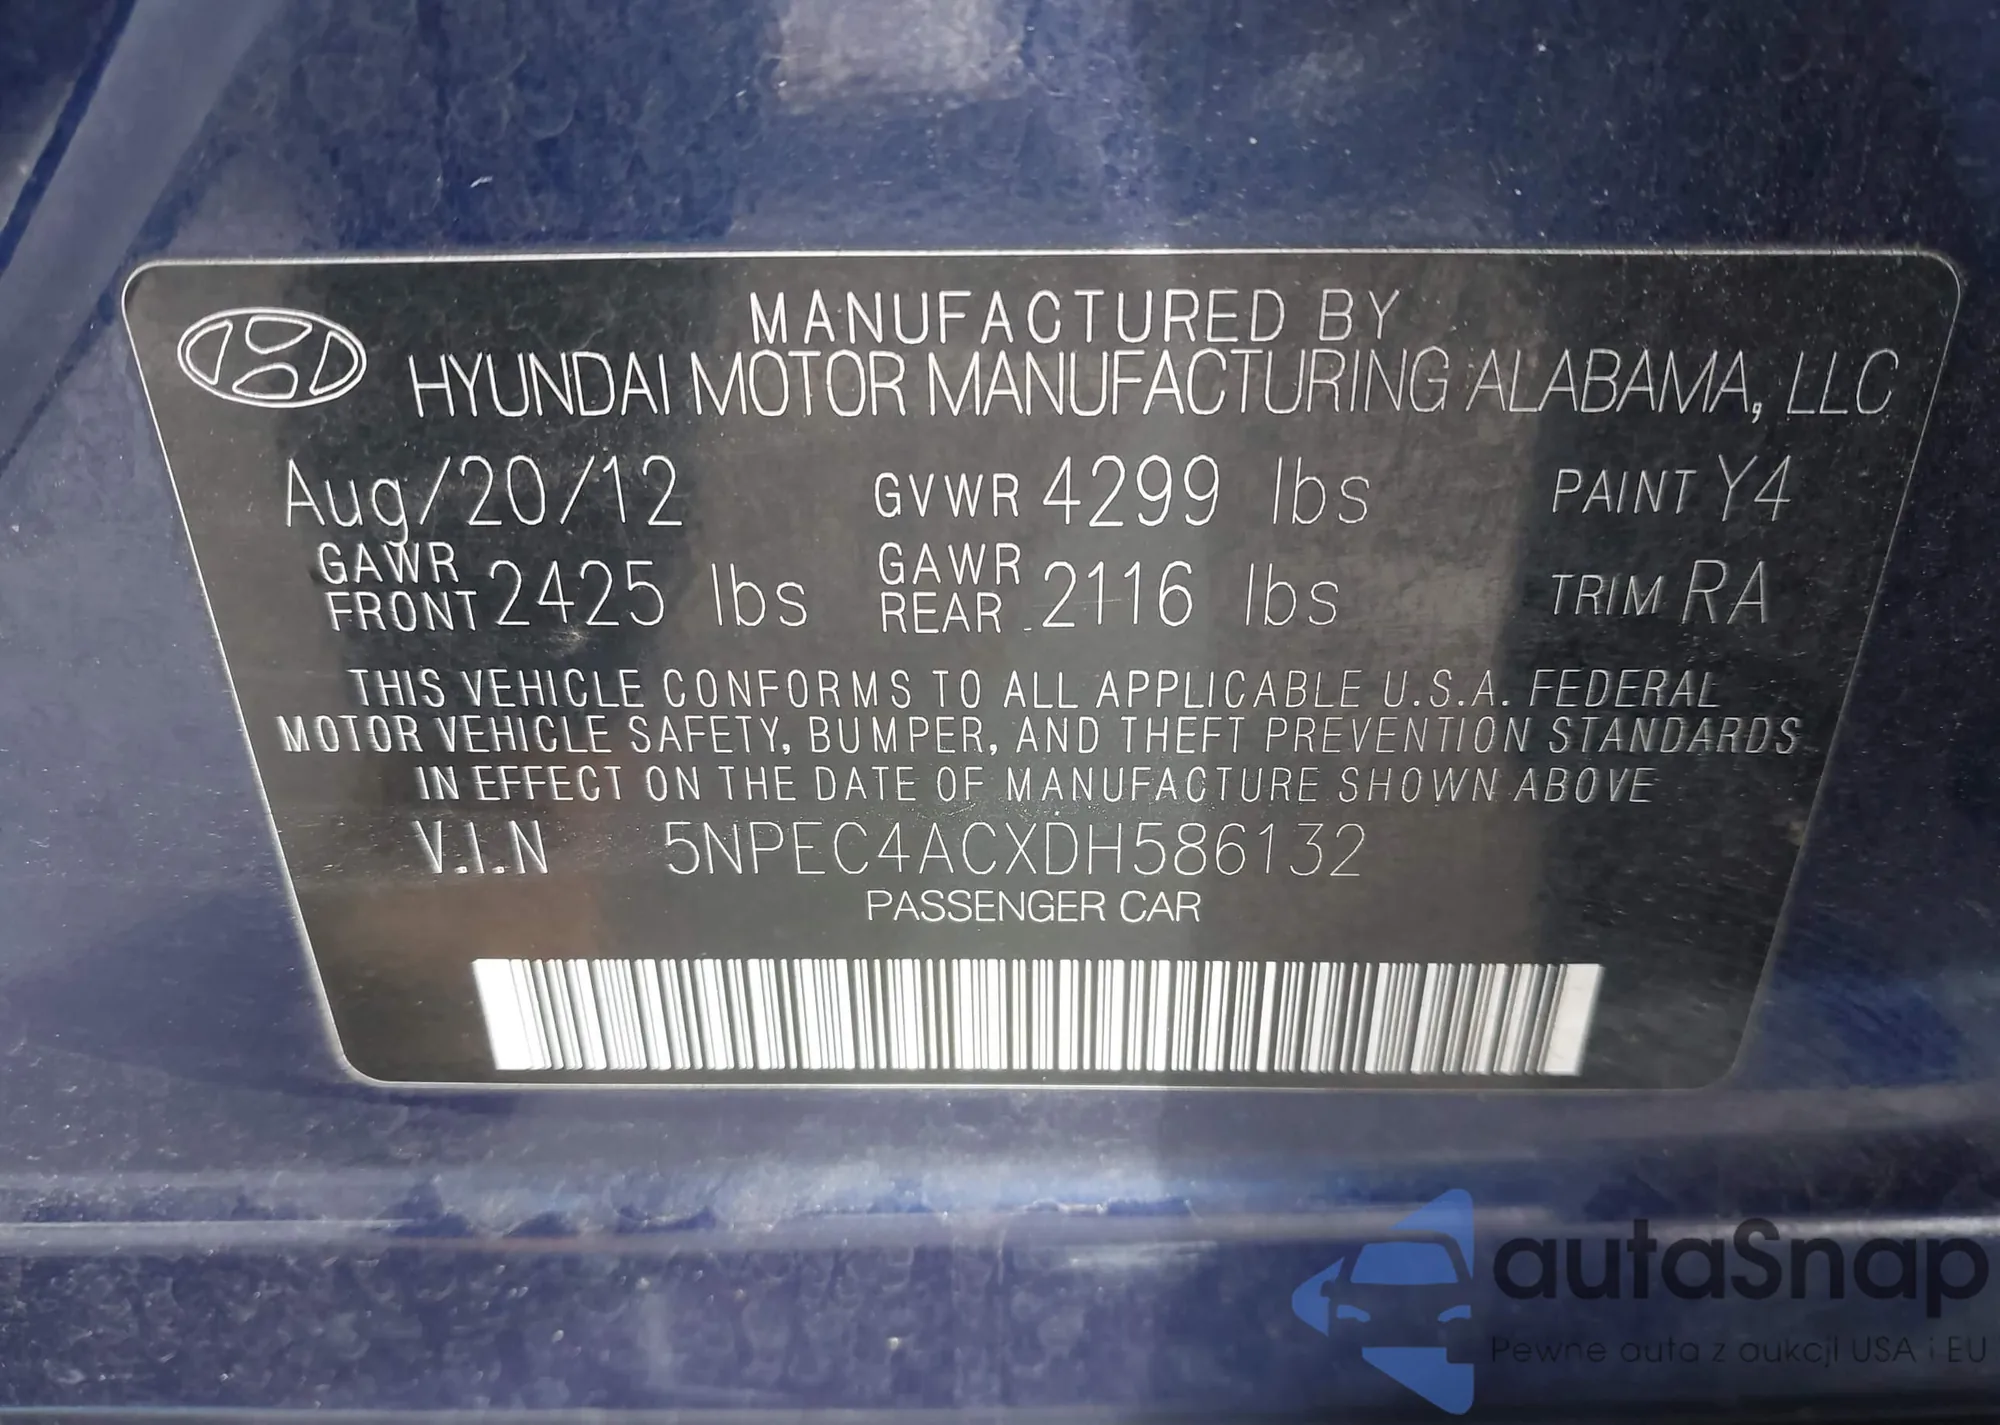 MANUFACTURED BY
HYUNDAI MOTOR MANUFACTURING ALABAMA, LLC
Aug/20/12 GVWR 4299 lbs PAINT Y4
GAWR FRONT 2425 lbs GAWR REAR 2116 lbs TRIM RA
THIS VEHICLE CONFORMS TO ALL APPLICABLE U.S.A. FEDERAL
MOTOR VEHICLE SAFETY, BUMPER, AND THEFT PREVENTION STANDARDS
IN EFFECT ON THE DATE OF MANUFACTURE SHOWN ABOVE
V.I.N 5NPEC4ACXDH586132
PASSENGER CAR
autaSnap
Pewne auta z aukcji USA i EU